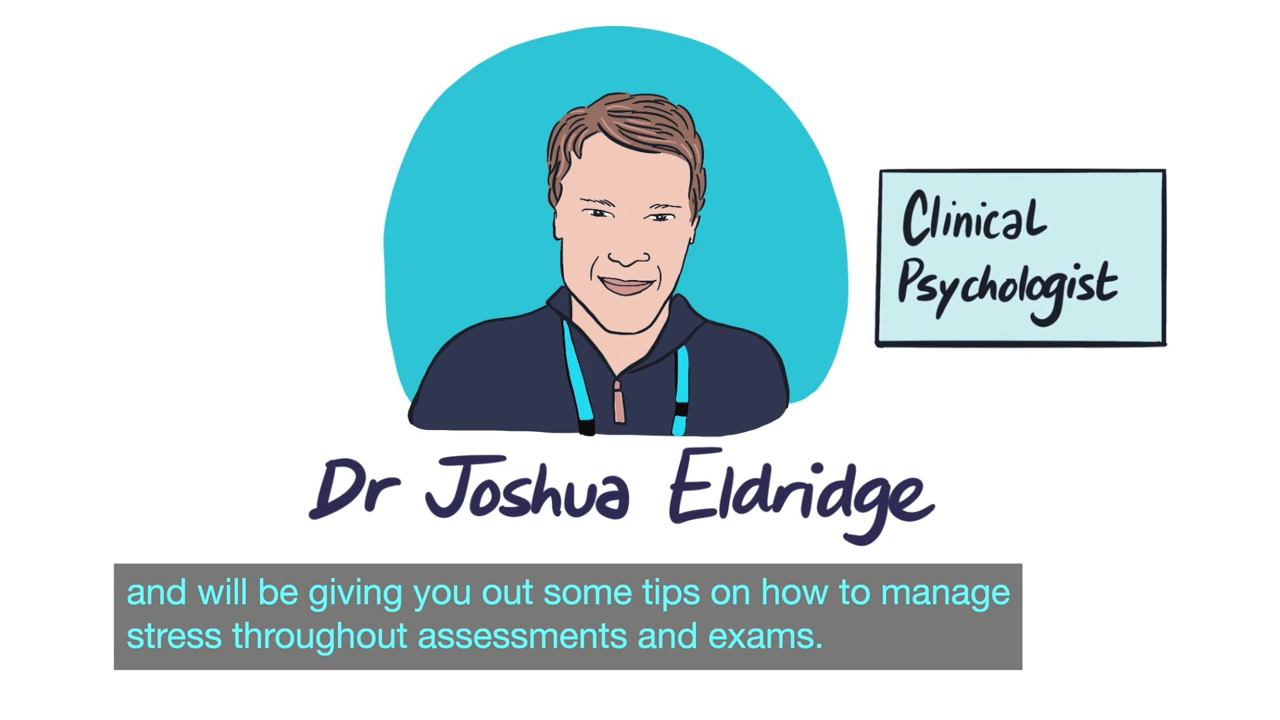 Clinical
Psychologist
Dr Joshua Eldridge
and will be giving you out some tips on how to manage
stress throughout assessments and exams.